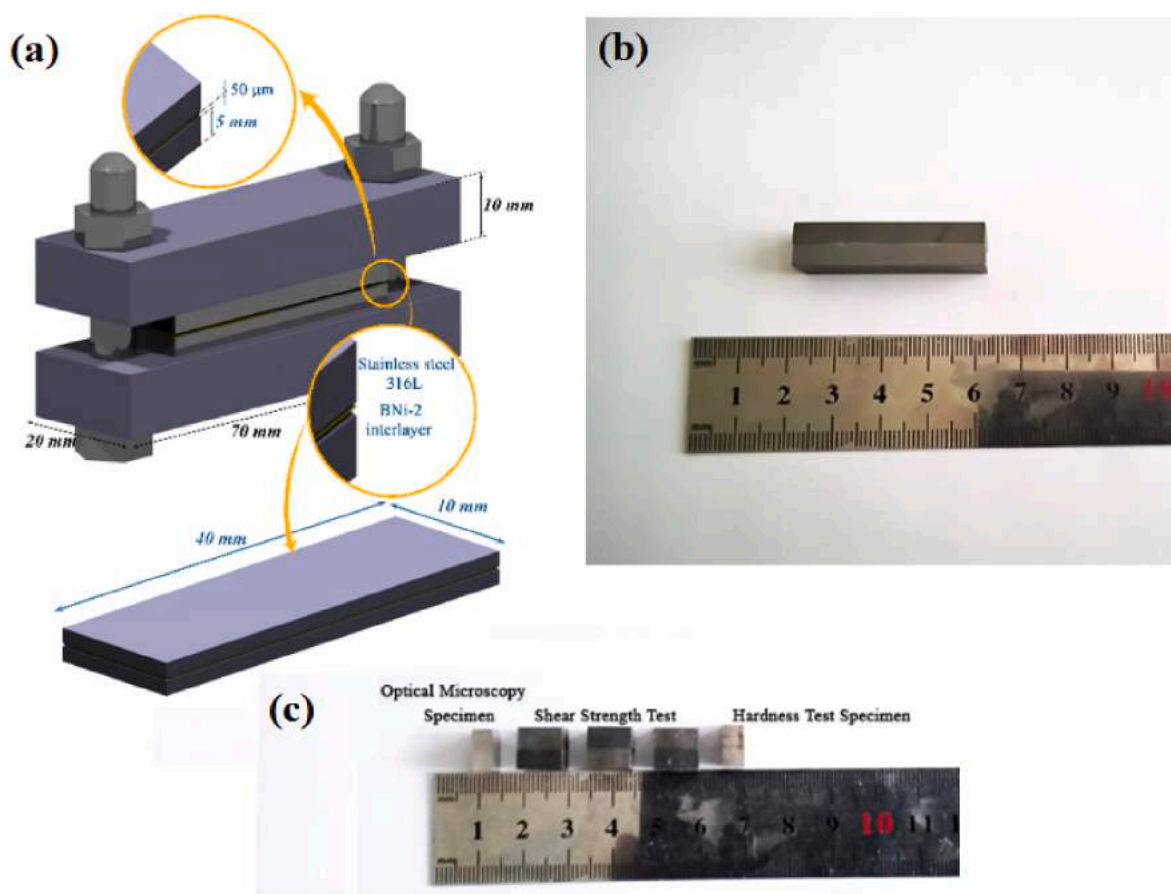 (a)
50 µm
5 mm
10 mm
Stainless steel
316L
BNi-2
interlayer
20 mm
70 mm
40 mm
10 mm
(b)
1 2 3 4 5 6 7 8 9 10
(c)
Optical Microscopy
Specimen Shear Strength Test Hardness Test Specimen
1 2 3 4 5 6 7 8 9 10 11